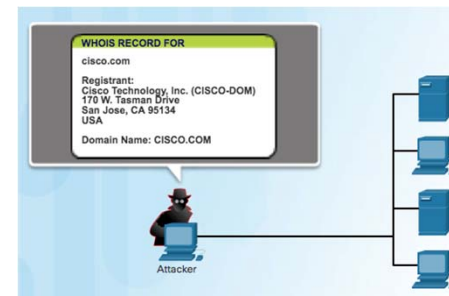 WHOIS RECORD FOR
cisco.com
Registrant:
Cisco Technology, Inc. (CISCO-DOM)
170 W. Tasman Drive
San Jose, CA 95134
USA
Domain Name: CISCO.COM
Attacker